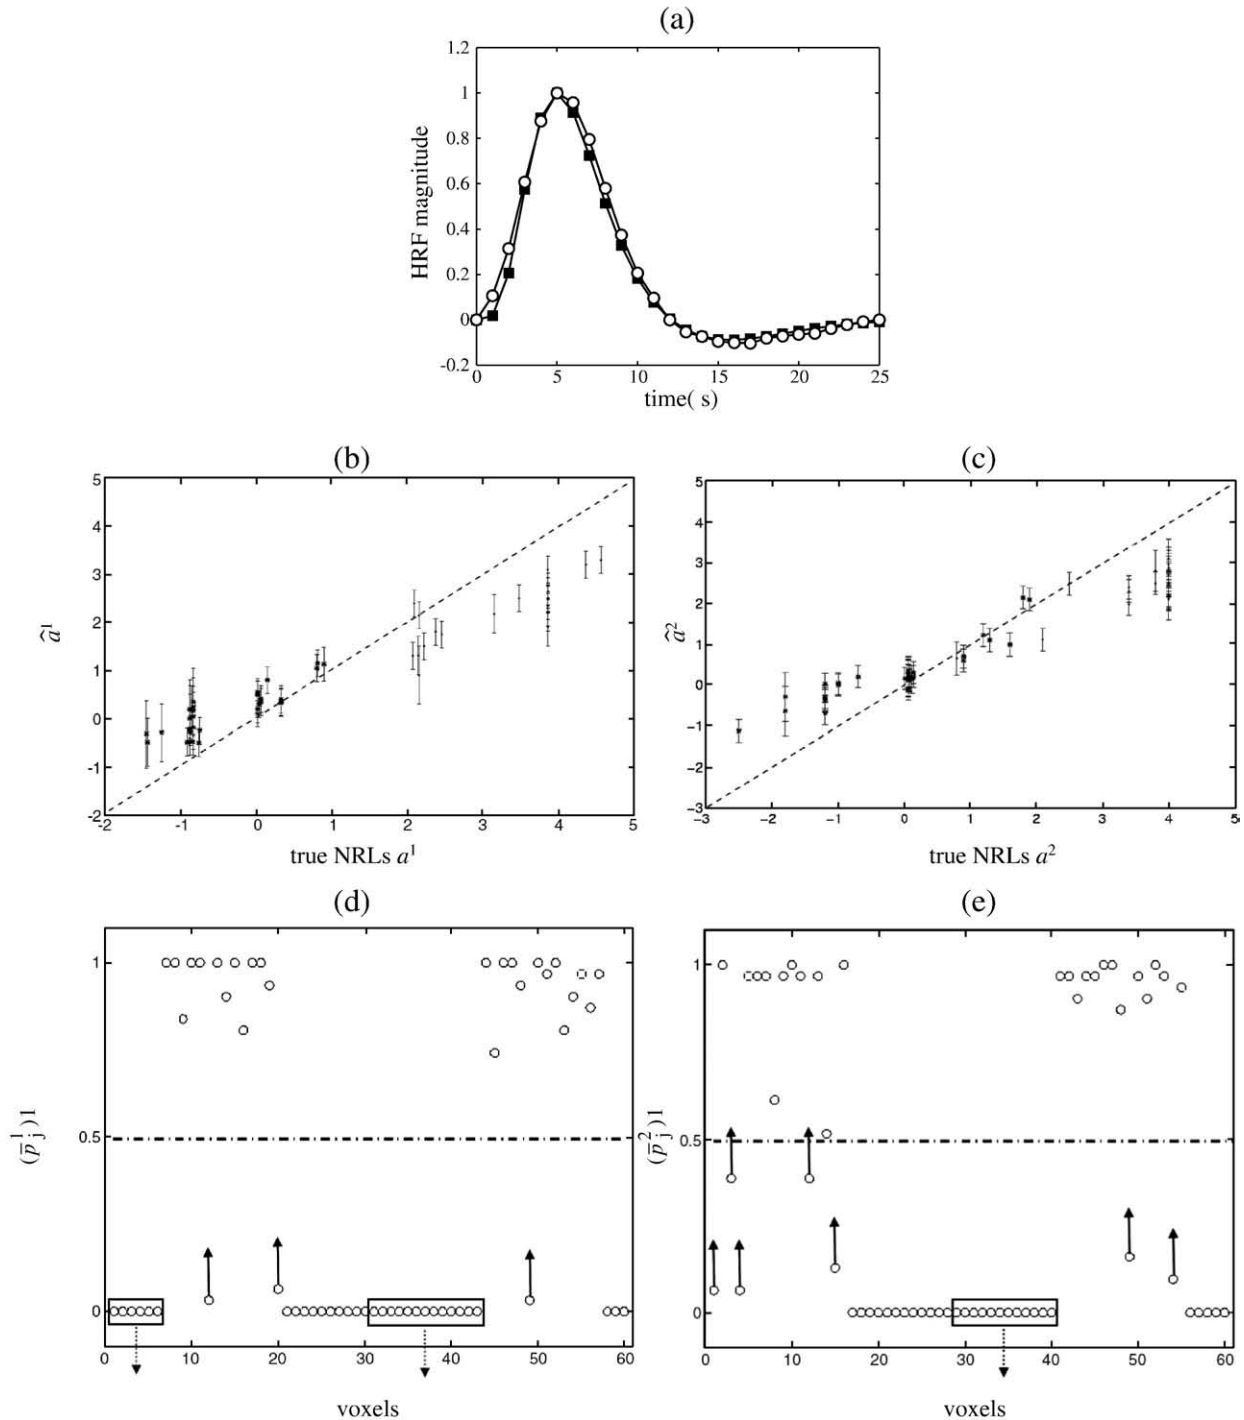 (a)
1.2
1
0.8
0.6
0.4
0.2
0
-0.2
HRF magnitude
0 5 10 15 20 25
time( s)
(b)
5
4
3
2
1
0
−1
−2
â¹
−2 −1 0 1 2 3 4 5
true NRLs a¹
(c)
5
4
3
2
1
0
−1
−2
−3
â²
−3 −2 −1 0 1 2 3 4 5
true NRLs a²
(d)
1
0.5
0
(p̄¹j)1
0 10 20 30 40 50 60
voxels
(e)
1
0.5
0
(p̄²j)1
0 10 20 30 40 50 60
voxels